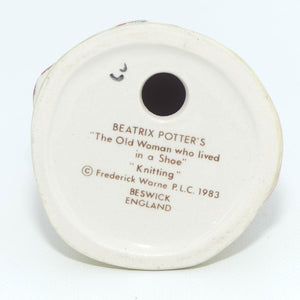 BEATRIX POTTER'S
"The Old Woman who lived
in a Shoe"
"Knitting"
© Frederick Warne P.L.C. 1983
BESWICK
ENGLAND